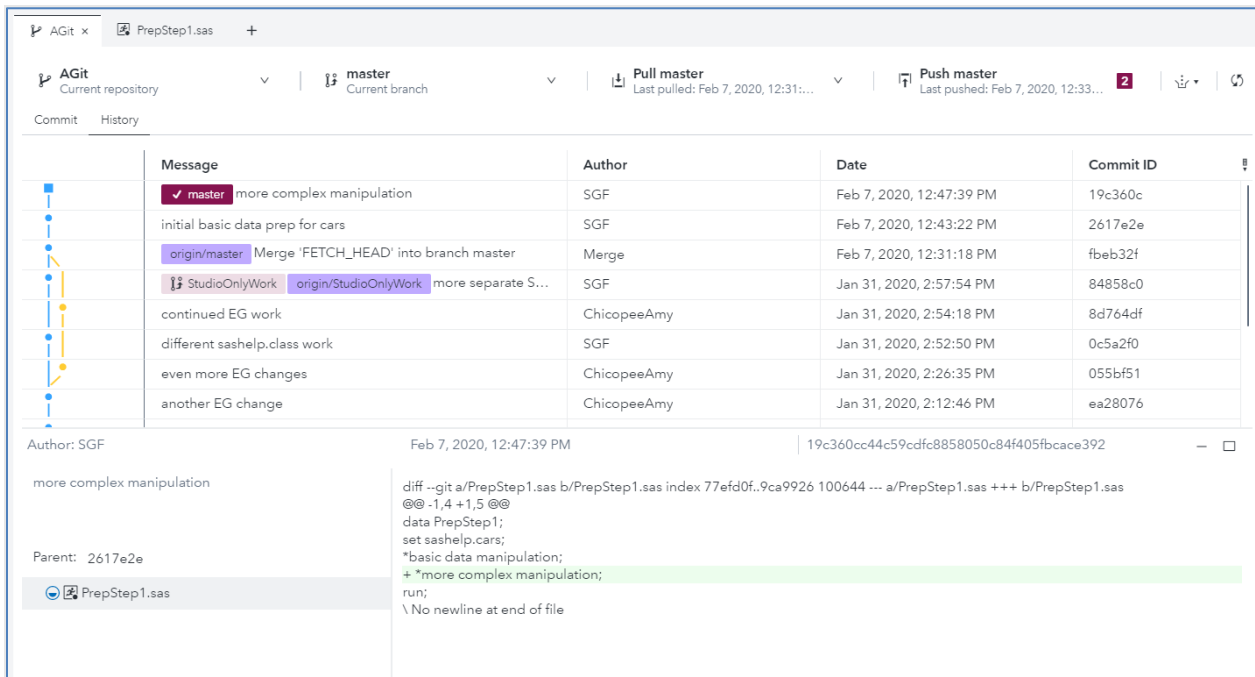 AGit × PrepStep1.sas +
AGit master Pull master Push master 2
Current repository Current branch Last pulled: Feb 7, 2020, 12:31:... Last pushed: Feb 7, 2020, 12:33...
Commit History
Message Author Date Commit ID
master more complex manipulation SGF Feb 7, 2020, 12:47:39 PM 19c360c
initial basic data prep for cars SGF Feb 7, 2020, 12:43:22 PM 2617e2e
origin/master Merge 'FETCH_HEAD' into branch master Merge Feb 7, 2020, 12:31:18 PM fbeb32f
StudioOnlyWork origin/StudioOnlyWork more separate S... SGF Jan 31, 2020, 2:57:54 PM 84858c0
continued EG work ChicopeeAmy Jan 31, 2020, 2:54:18 PM 8d764df
different sashelp.class work SGF Jan 31, 2020, 2:52:50 PM 0c5a2f0
even more EG changes ChicopeeAmy Jan 31, 2020, 2:26:35 PM 055bf51
another EG change ChicopeeAmy Jan 31, 2020, 2:12:46 PM ea28076
Author: SGF Feb 7, 2020, 12:47:39 PM 19c360cc44c59cdfc8858050c84f405fbcace392
more complex manipulation
Parent: 2617e2e
PrepStep1.sas
diff --git a/PrepStep1.sas b/PrepStep1.sas index 77efd0f..9ca9926 100644 --- a/PrepStep1.sas +++ b/PrepStep1.sas
@@ -1,4 +1,5 @@
data PrepStep1;
set sashelp.cars;
*basic data manipulation;
+ *more complex manipulation;
run;
\ No newline at end of file